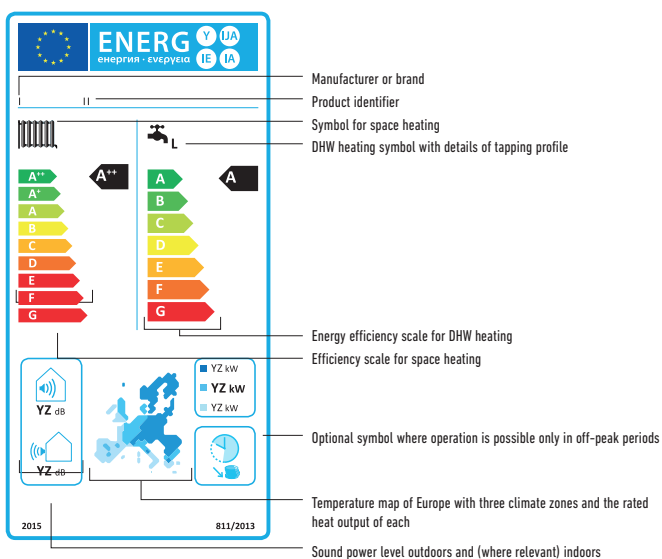 ENERG
Y IJA
IE IA
енергия · ενεργεια
Manufacturer or brand
I II
Product identifier
Symbol for space heating
L
DHW heating symbol with details of tapping profile
A++
A+
A
B
C
D
E
F
G
A++
A
B
C
D
E
F
G
A
Energy efficiency scale for DHW heating
Efficiency scale for space heating
YZ dB
YZ dB
YZ kW
YZ kW
YZ kW
Optional symbol where operation is possible only in off-peak periods
Temperature map of Europe with three climate zones and the rated
heat output of each
2015
811/2013
Sound power level outdoors and (where relevant) indoors